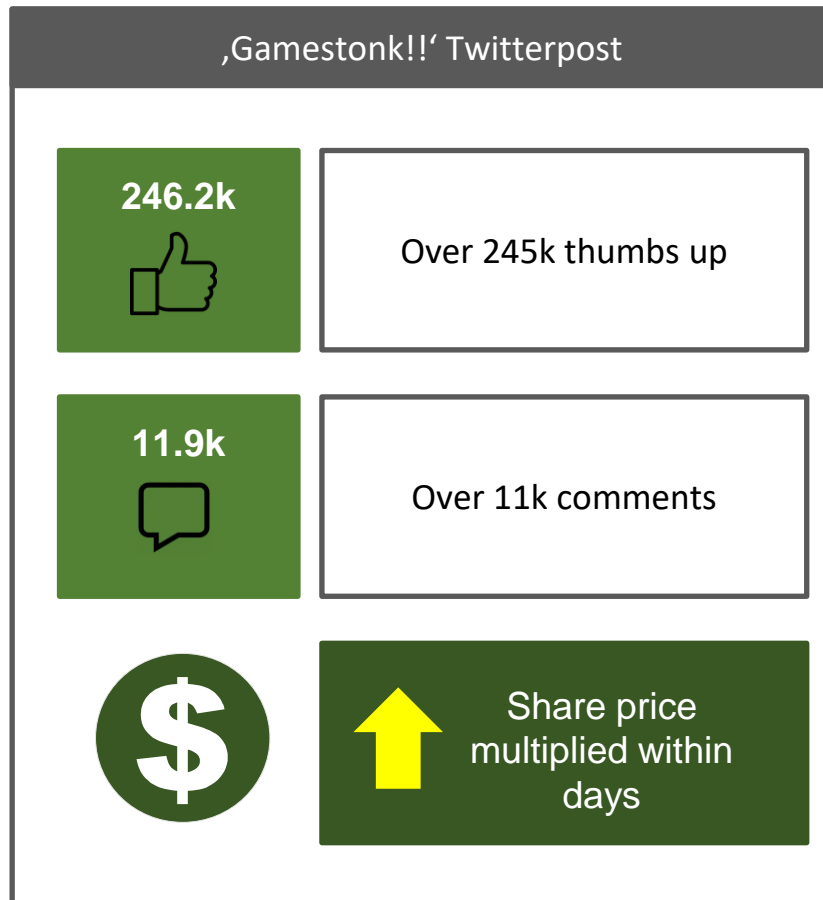 ‚Gamestonk!!‘ Twitterpost
246.2k
Over 245k thumbs up
11.9k
Over 11k comments
$
Share price
multiplied within
days